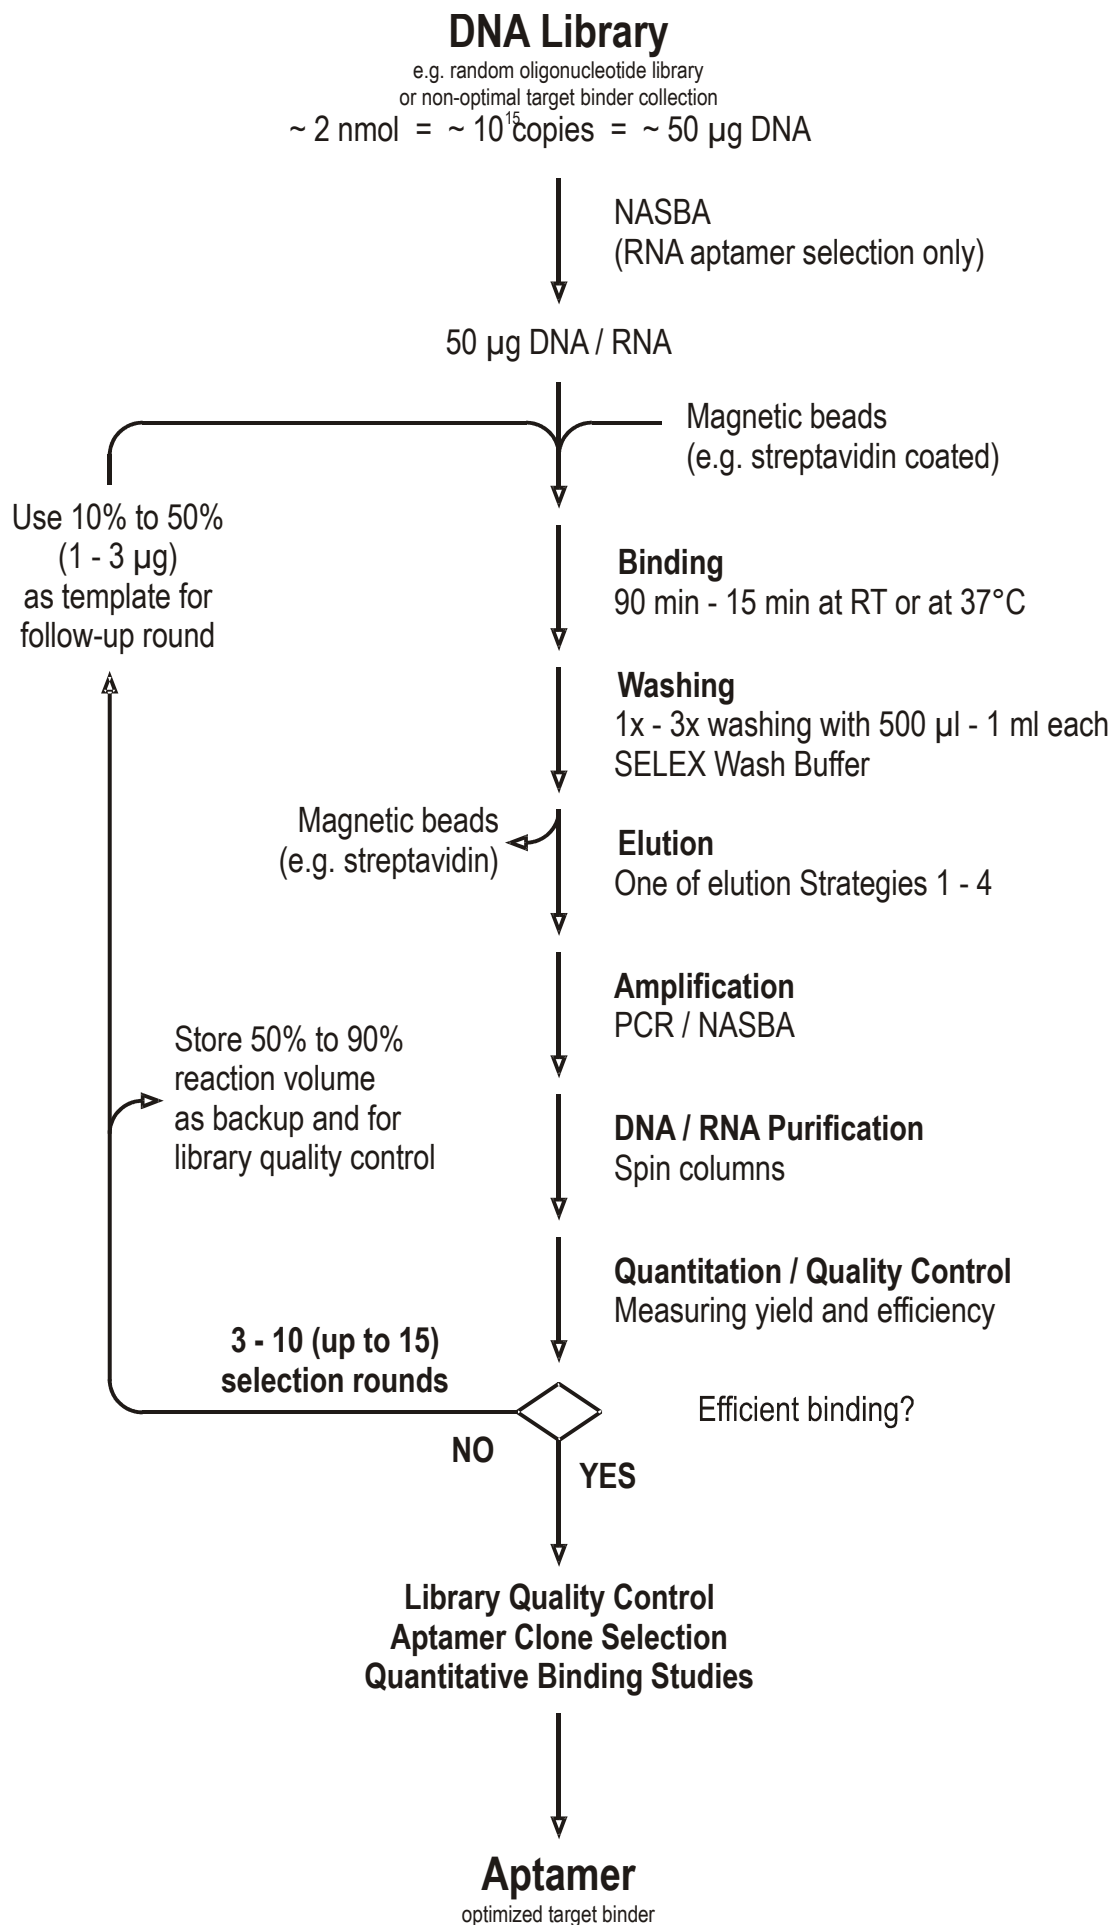 DNA Library
e.g. random oligonucleotide library
or non-optimal target binder collection
~ 2 nmol = ~ 10¹⁵ copies = ~ 50 µg DNA
NASBA
(RNA aptamer selection only)
50 µg DNA / RNA
Magnetic beads
(e.g. streptavidin coated)
Use 10% to 50%
(1 - 3 µg)
as template for
follow-up round
Binding
90 min - 15 min at RT or at 37°C
Washing
1x - 3x washing with 500 µl - 1 ml each
SELEX Wash Buffer
Magnetic beads
(e.g. streptavidin)
Elution
One of elution Strategies 1 - 4
Amplification
PCR / NASBA
Store 50% to 90%
reaction volume
as backup and for
library quality control
DNA / RNA Purification
Spin columns
Quantitation / Quality Control
Measuring yield and efficiency
3 - 10 (up to 15)
selection rounds
Efficient binding?
NO
YES
Library Quality Control
Aptamer Clone Selection
Quantitative Binding Studies
Aptamer
optimized target binder